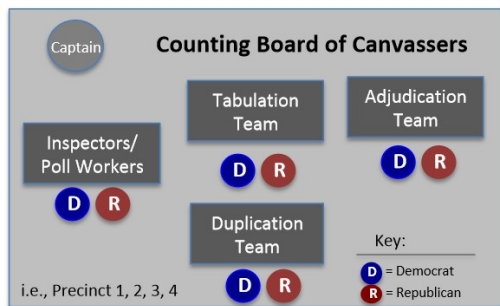 Captain
Counting Board of Canvassers
Inspectors/
Poll Workers
D R
Tabulation
Team
D R
Adjudication
Team
D R
Duplication
Team
D R
i.e., Precinct 1, 2, 3, 4
Key:
D = Democrat
R = Republican